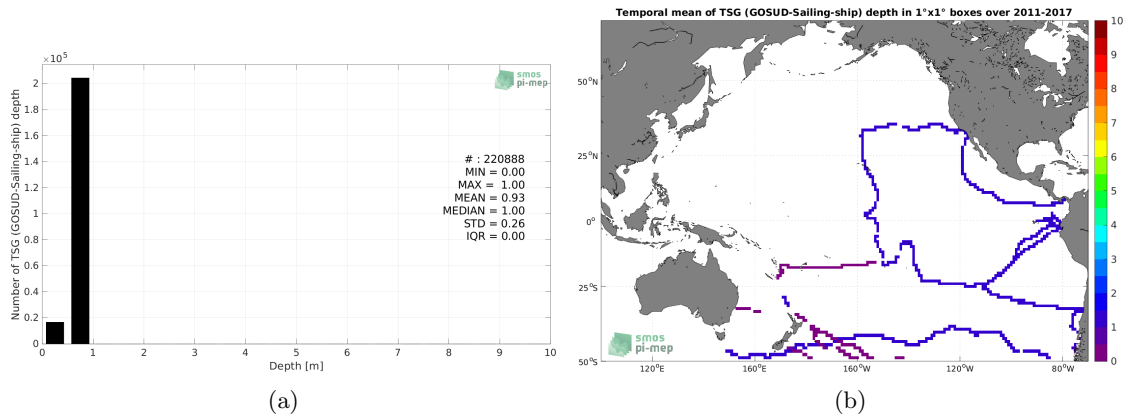 ×10⁵
2
1.8
1.6
1.4
1.2
1
0.8
0.6
0.4
0.2
0
Number of TSG (GOSUD-Sailing-ship) depth
smos
pi-mep
# : 220888
MIN = 0.00
MAX = 1.00
MEAN = 0.93
MEDIAN = 1.00
STD = 0.26
IQR = 0.00
0 1 2 3 4 5 6 7 8 9 10
Depth [m]
(a)
Temporal mean of TSG (GOSUD-Sailing-ship) depth in 1°x1° boxes over 2011-2017
50°N
25°N
0°
25°S
50°S
smos
pi-mep
120°E 160°E 160°W 120°W 80°W
10
9
8
7
6
5
4
3
2
1
0
(b)